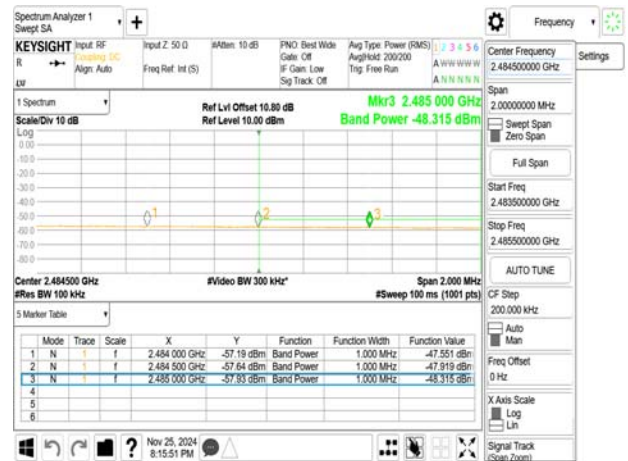 Spectrum Analyzer 1
Swept SA
Frequency
KEYSIGHT
Input: RF
Coupling: DC
Align: Auto
Input Z: 50 Ω
Freq Ref: Int (S)
#Atten: 10 dB
PNO: Best Wide
Gate: Off
IF Gain: Low
Sig Track: Off
Avg Type: Power (RMS)
Avg|Hold: 200/200
Trig: Free Run
1 2 3 4 5 6
A W W W W W
A N N N N N
R
LXI
1 Spectrum
Scale/Div 10 dB
Ref Lvl Offset 10.80 dB
Ref Level 10.00 dBm
Mkr3 2.485 000 GHz
Band Power -48.315 dBm
Log
0.00
-10.0
-20.0
-30.0
-40.0
-50.0
-60.0
-70.0
-80.0
1
2
3
Center 2.484500 GHz
#Res BW 100 kHz
#Video BW 300 kHz*
Span 2.000 MHz
#Sweep 100 ms (1001 pts)
5 Marker Table
Mode Trace Scale X Y Function Function Width Function Value
1 N 1 f 2.484 000 GHz -57.19 dBm Band Power 1.000 MHz -47.551 dBm
2 N 1 f 2.484 500 GHz -57.64 dBm Band Power 1.000 MHz -47.919 dBm
3 N 1 f 2.485 000 GHz -57.93 dBm Band Power 1.000 MHz -48.315 dBm
4
5
6
Nov 25, 2024
8:15:51 PM
Center Frequency
2.484500000 GHz
Settings
Span
2.00000000 MHz
Swept Span
Zero Span
Full Span
Start Freq
2.483500000 GHz
Stop Freq
2.485500000 GHz
AUTO TUNE
CF Step
200.000 kHz
Auto
Man
Freq Offset
0 Hz
X Axis Scale
Log
Lin
Signal Track
(Span Zoom)